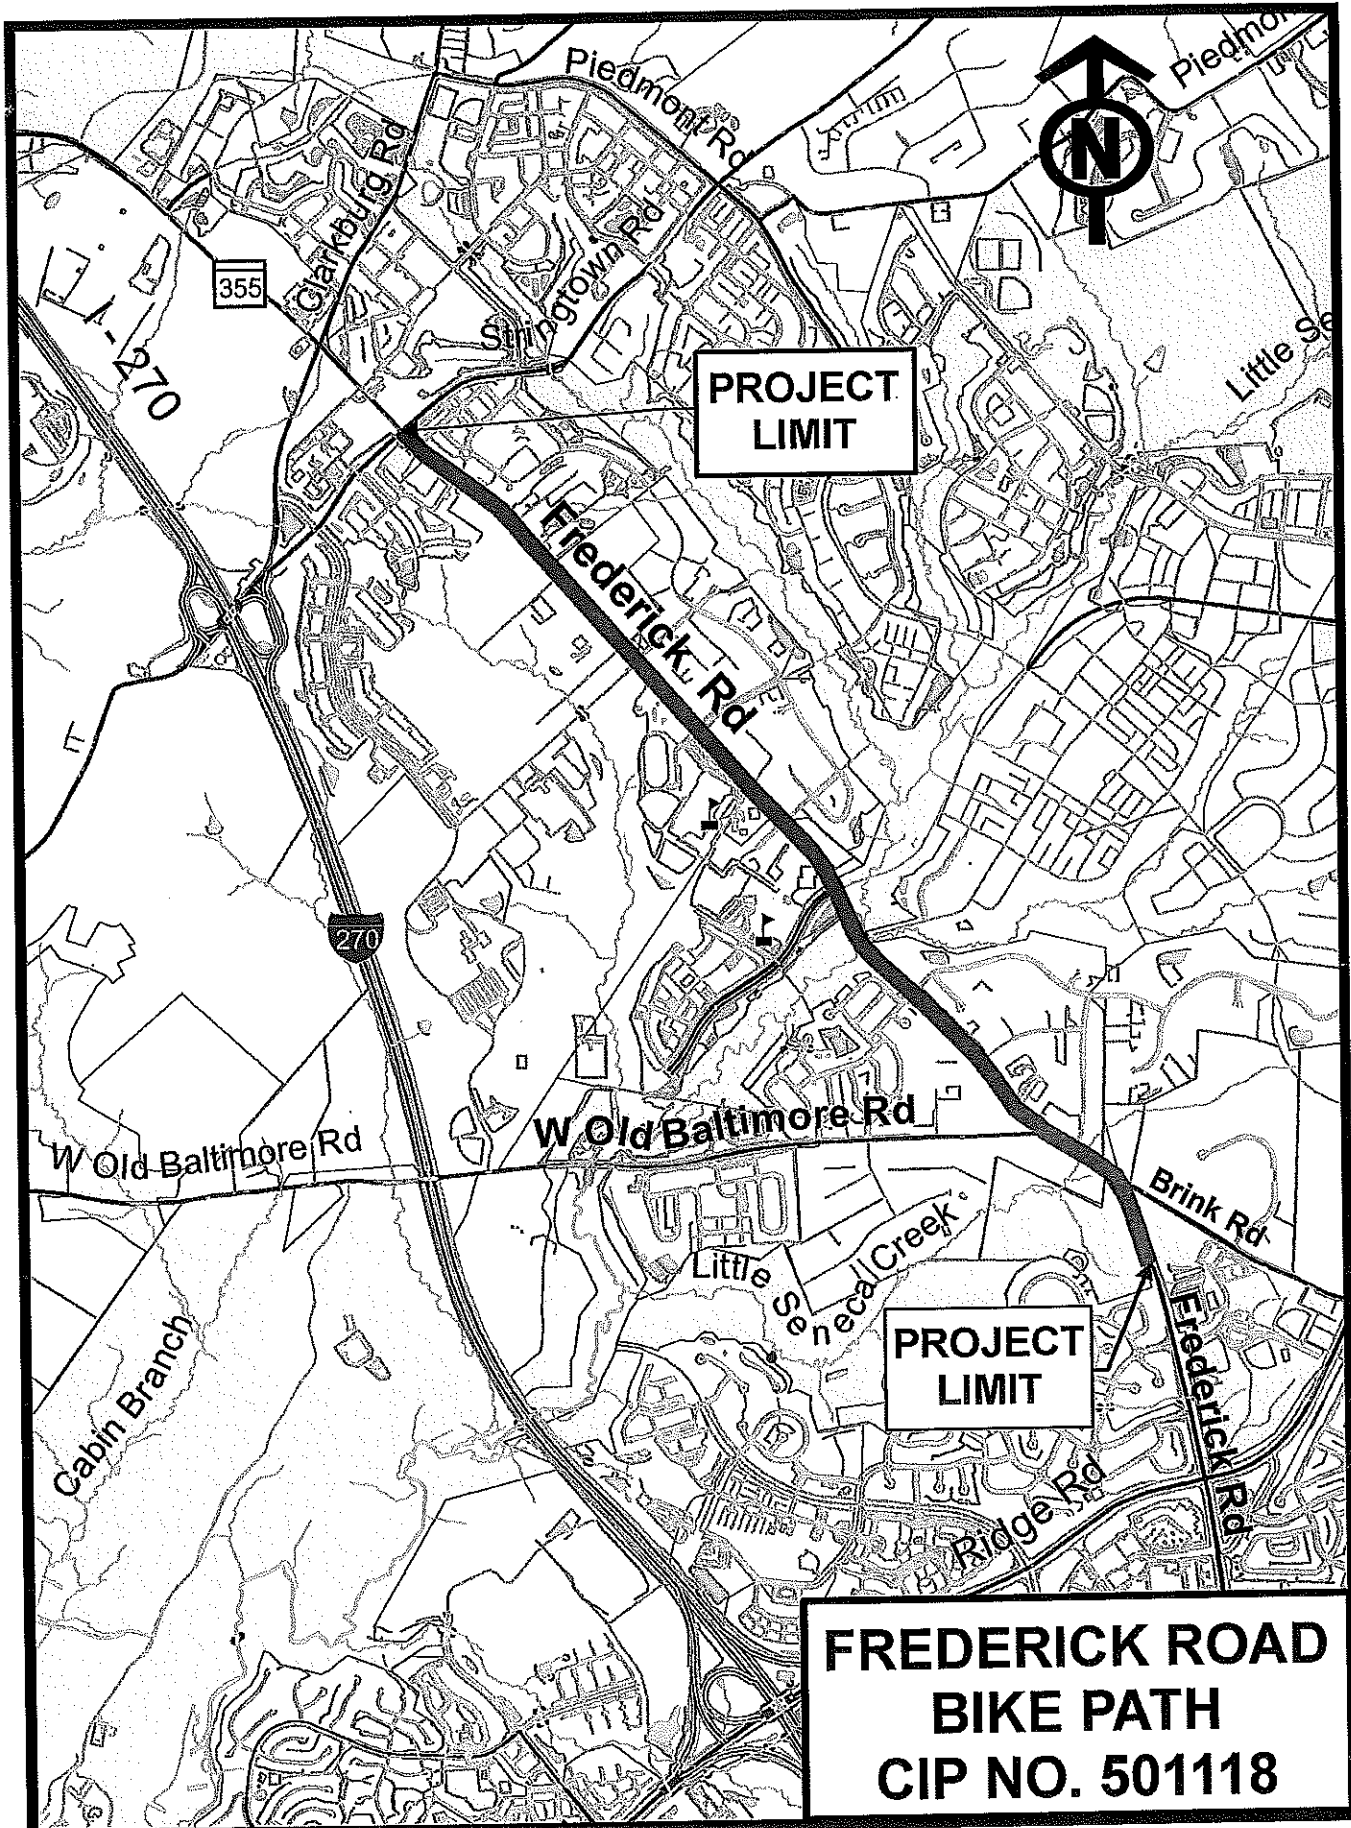 Piedmont Rd
Piedmon
N
Clarkburg Rd
355
Stringtown Rd
I-270
Little Se
PROJECT
LIMIT
Frederick Rd
270
W Old Baltimore Rd
W Old Baltimore Rd
Brink Rd
Little Seneca Creek
PROJECT
LIMIT
Frederick Rd
Cabin Branch
Ridge Rd
FREDERICK ROAD
BIKE PATH
CIP NO. 501118